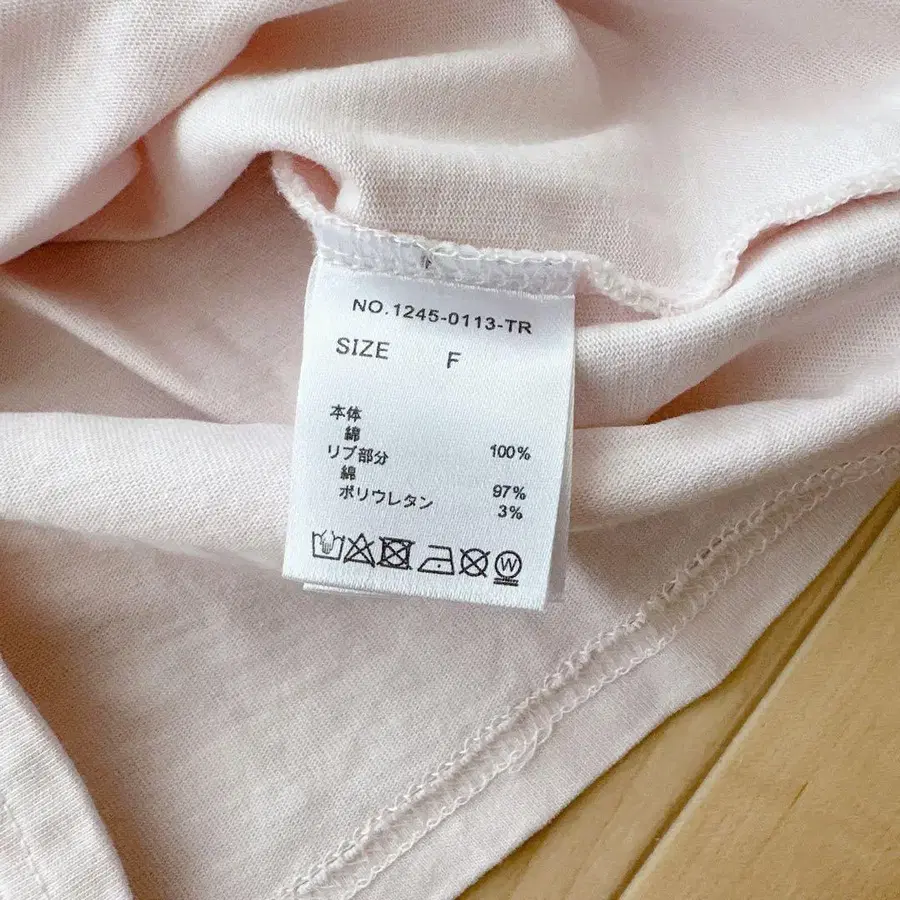 NO.1245-0113-TR
SIZE F
本体
綿 100%
リブ部分
綿 97%
ポリウレタン 3%
W